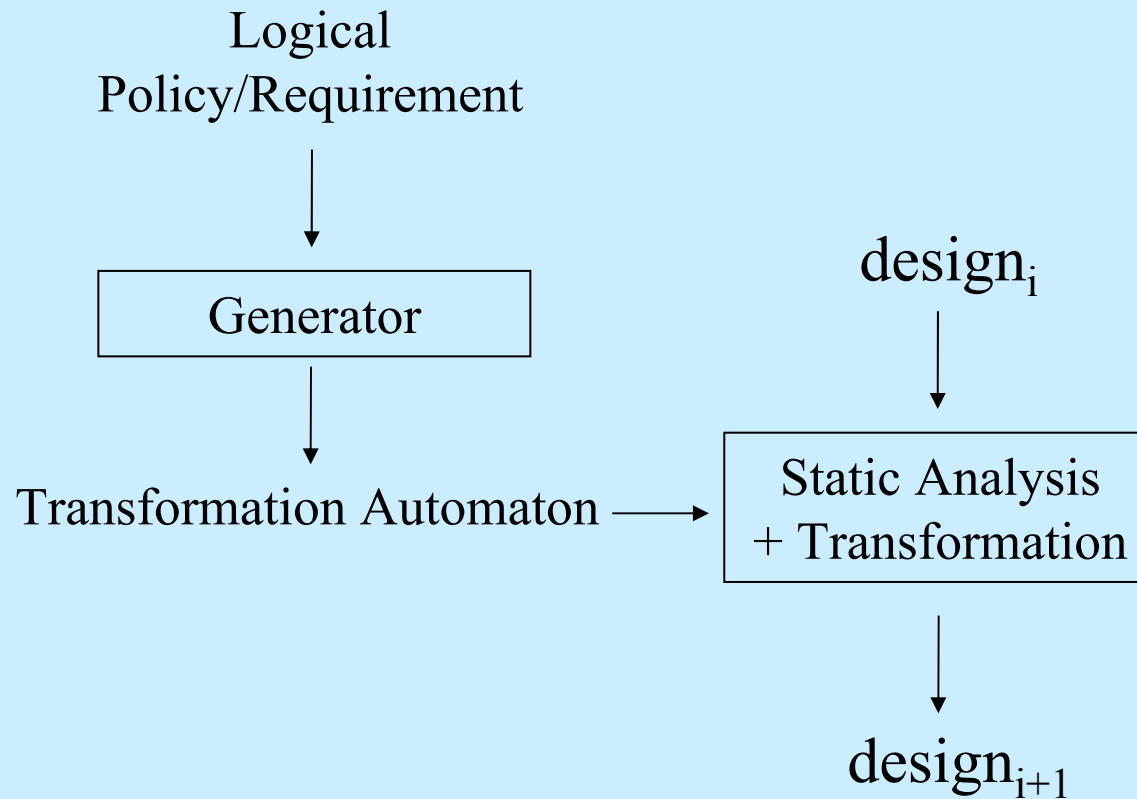 Logical
Policy/Requirement
Generator
Transformation Automaton
designᵢ
Static Analysis
+ Transformation
designᵢ₊₁